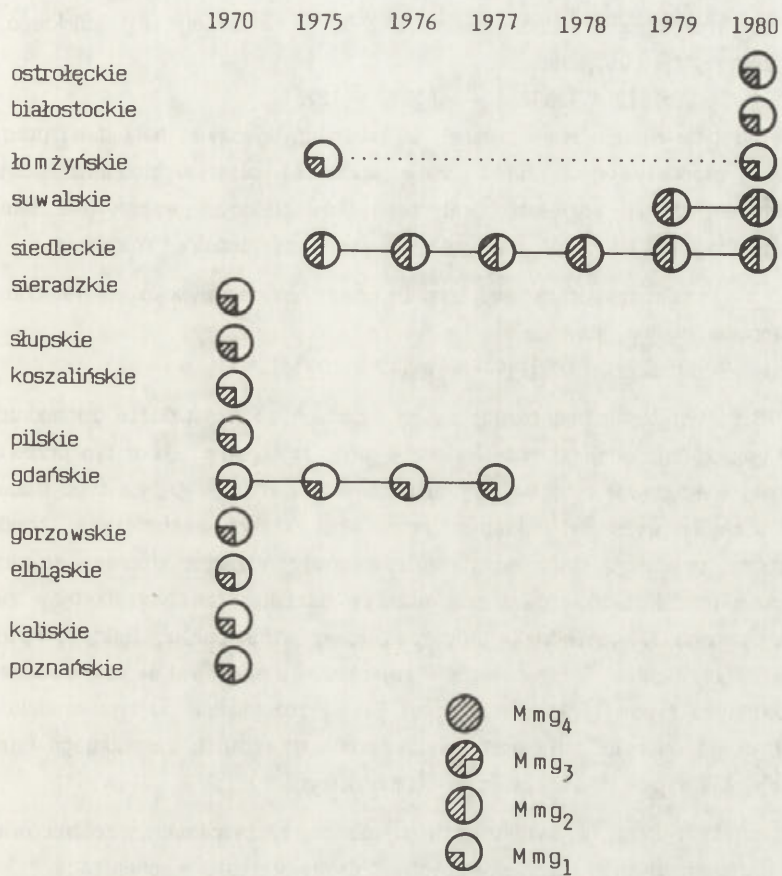 1970 1975 1976 1977 1978 1979 1980
ostrołęckie
białostockie
łomżyńskie
suwalskie
siedleckie
sieradzkie
słupskie
koszalińskie
pilskie
gdańskie
gorzowskie
elbląskie
kaliskie
poznańskie
Mmg4
Mmg3
Mmg2
Mmg1